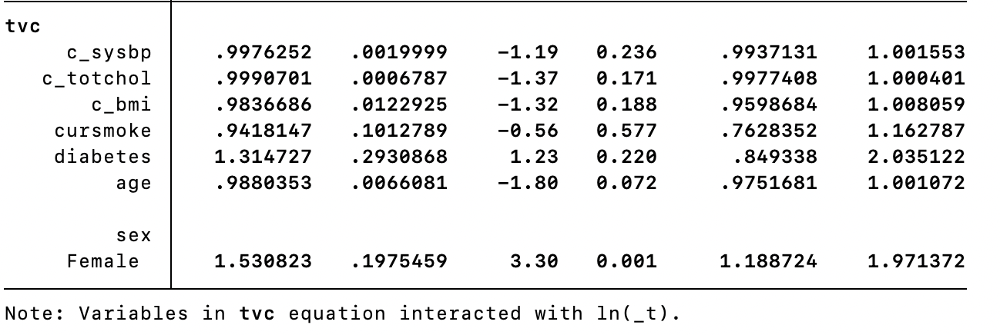 tvc
c_sysbp .9976252 .0019999 −1.19 0.236 .9937131 1.001553
c_totchol .9990701 .0006787 −1.37 0.171 .9977408 1.000401
c_bmi .9836686 .0122925 −1.32 0.188 .9598684 1.008059
cursmoke .9418147 .1012789 −0.56 0.577 .7628352 1.162787
diabetes 1.314727 .2930868 1.23 0.220 .849338 2.035122
age .9880353 .0066081 −1.80 0.072 .9751681 1.001072
sex
Female 1.530823 .1975459 3.30 0.001 1.188724 1.971372
Note: Variables in tvc equation interacted with ln(_t).